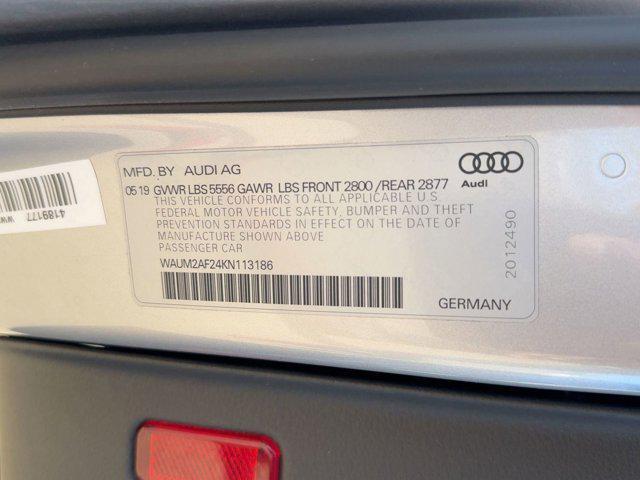 MFD. BY AUDI AG
05 19 GVWR LBS 5556 GAWR LBS FRONT 2800 /REAR 2877
THIS VEHICLE CONFORMS TO ALL APPLICABLE U.S.
FEDERAL MOTOR VEHICLE SAFETY, BUMPER AND THEFT
PREVENTION STANDARDS IN EFFECT ON THE DATE OF
MANUFACTURE SHOWN ABOVE
PASSENGER CAR
WAUM2AF24KN113186
Audi
2012490
GERMANY
4189177